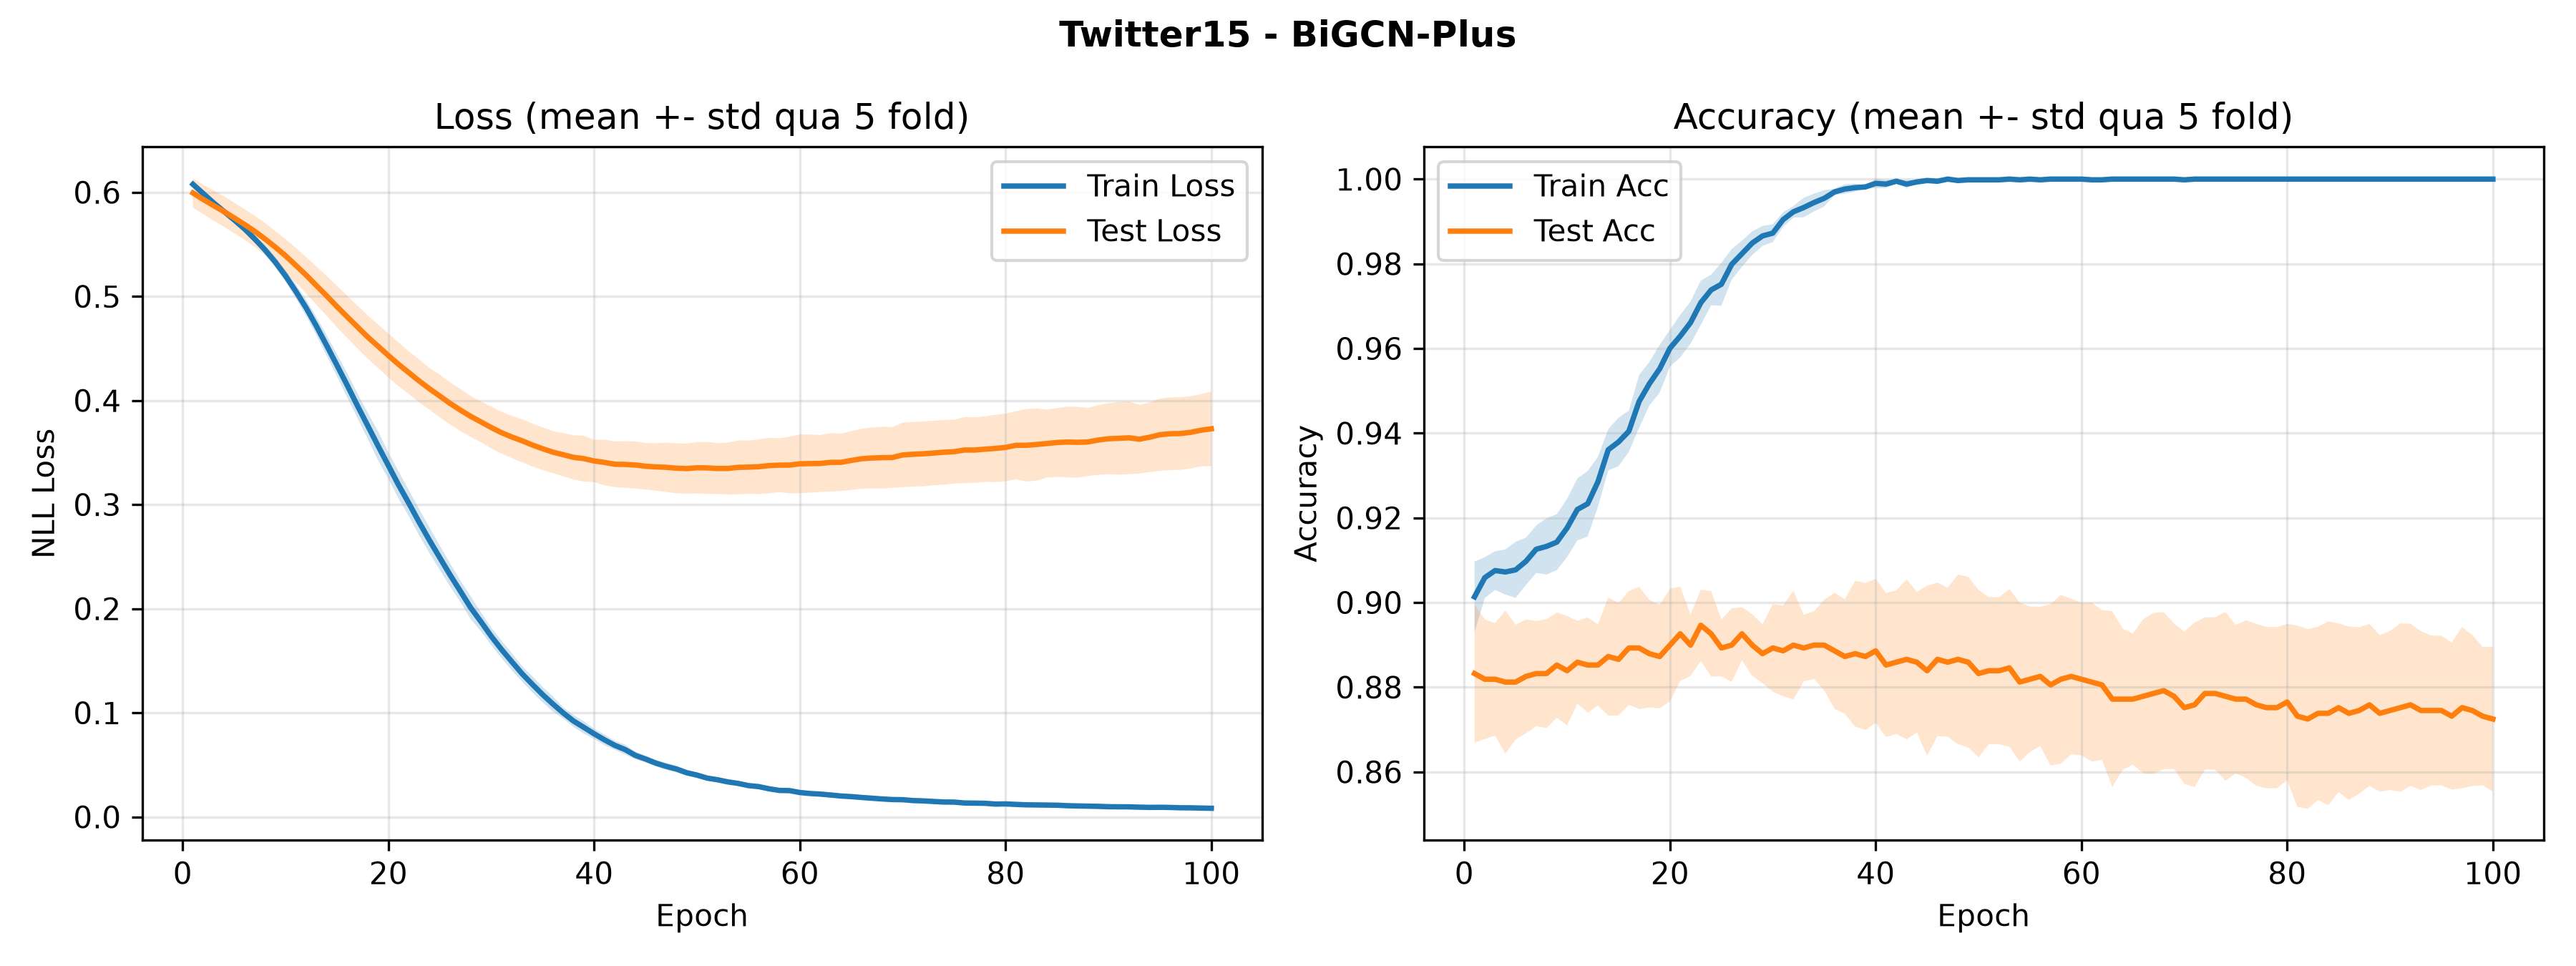 Twitter15 - BiGCN-Plus
Loss (mean +- std qua 5 fold)
Train Loss
Test Loss
NLL Loss
0.6
0.5
0.4
0.3
0.2
0.1
0.0
0 20 40 60 80 100
Epoch
Accuracy (mean +- std qua 5 fold)
Train Acc
Test Acc
Accuracy
1.00
0.98
0.96
0.94
0.92
0.90
0.88
0.86
0 20 40 60 80 100
Epoch